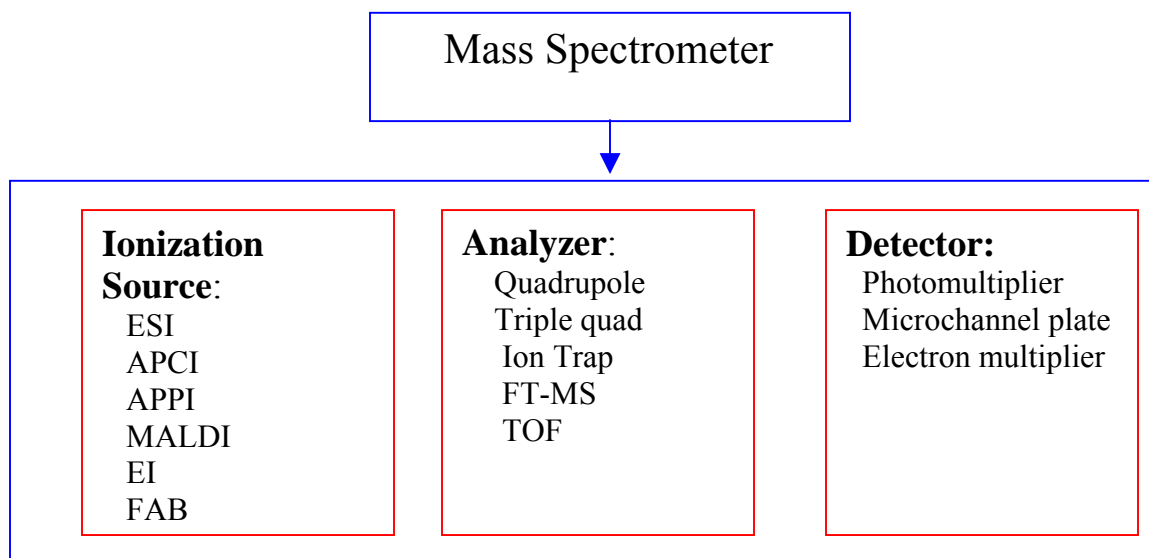 Mass Spectrometer
Ionization
Source:
ESI
APCI
APPI
MALDI
EI
FAB
Analyzer:
Quadrupole
Triple quad
Ion Trap
FT-MS
TOF
Detector:
Photomultiplier
Microchannel plate
Electron multiplier